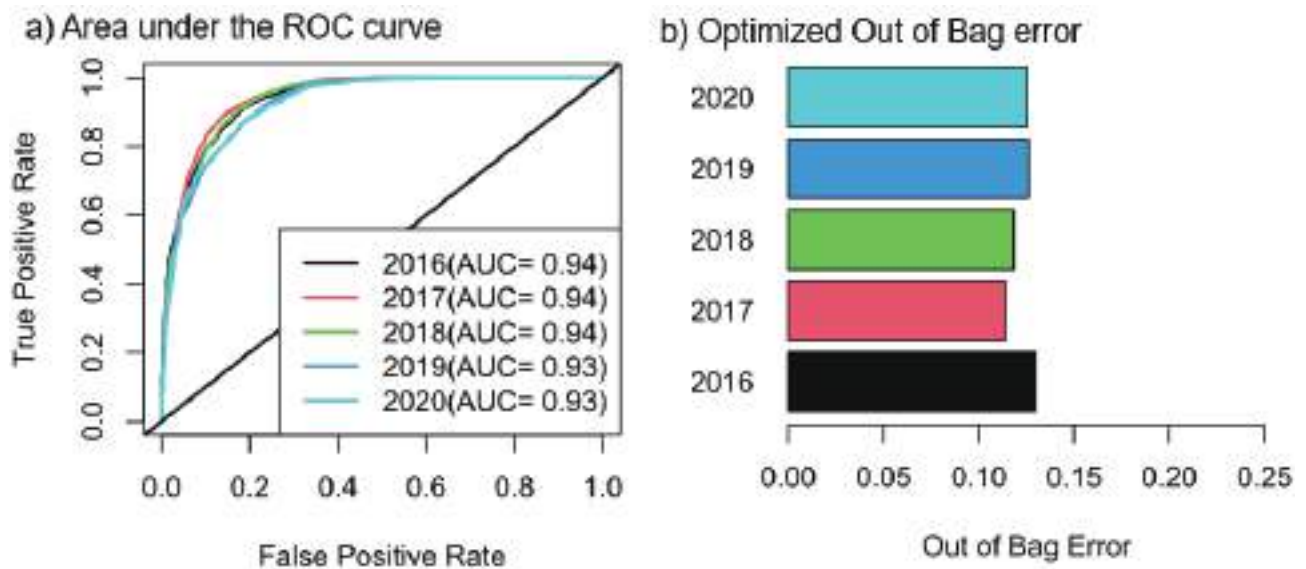 a) Area under the ROC curve
True Positive Rate
1.0
0.8
0.6
0.4
0.2
0.0
2016(AUC= 0.94)
2017(AUC= 0.94)
2018(AUC= 0.94)
2019(AUC= 0.93)
2020(AUC= 0.93)
0.0 0.2 0.4 0.6 0.8 1.0
False Positive Rate
b) Optimized Out of Bag error
2020
2019
2018
2017
2016
0.00 0.05 0.10 0.15 0.20 0.25
Out of Bag Error